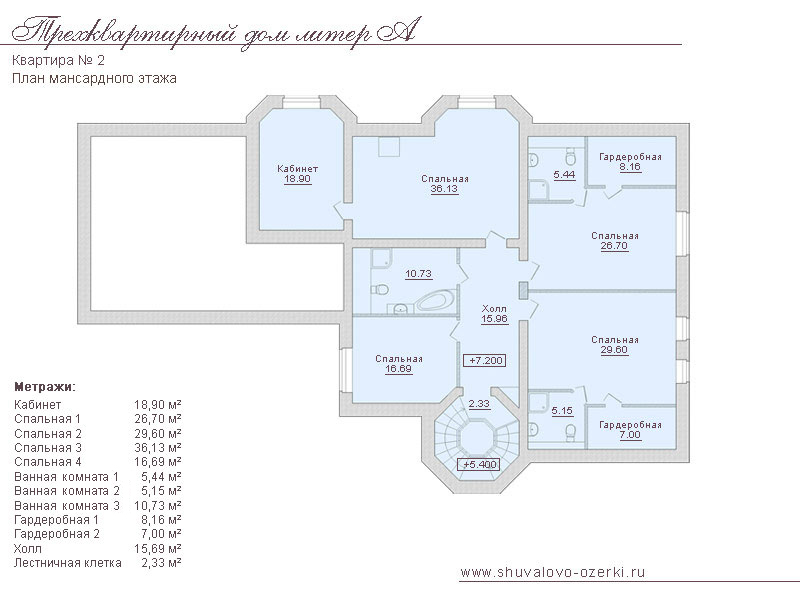 Трехквартирный дом литер А
Квартира № 2
План мансардного этажа
Кабинет
18.90
Спальная
36.13
5.44
Гардеробная
8.16
Спальная
26.70
10.73
Холл
15.96
Спальная
29.60
Спальная
16.69
+7.200
2.33
5.15
Гардеробная
7.00
+5.400
Метражи:
Кабинет 18,90 м²
Спальная 1 26,70 м²
Спальная 2 29,60 м²
Спальная 3 36,13 м²
Спальная 4 16,69 м²
Ванная комната 1 5,44 м²
Ванная комната 2 5,15 м²
Ванная комната 3 10,73 м²
Гардеробная 1 8,16 м²
Гардеробная 2 7,00 м²
Холл 15,69 м²
Лестничная клетка 2,33 м²
www.shuvalovo-ozerki.ru